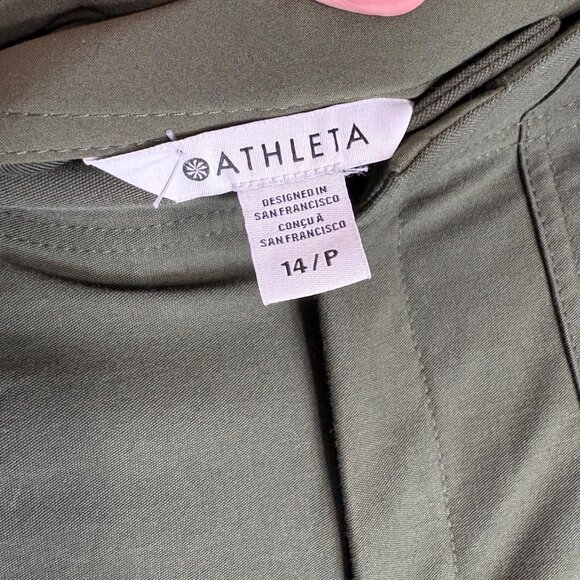 ATHLETA
DESIGNED IN
SAN FRANCISCO
CONÇU À
SAN FRANCISCO
14/P